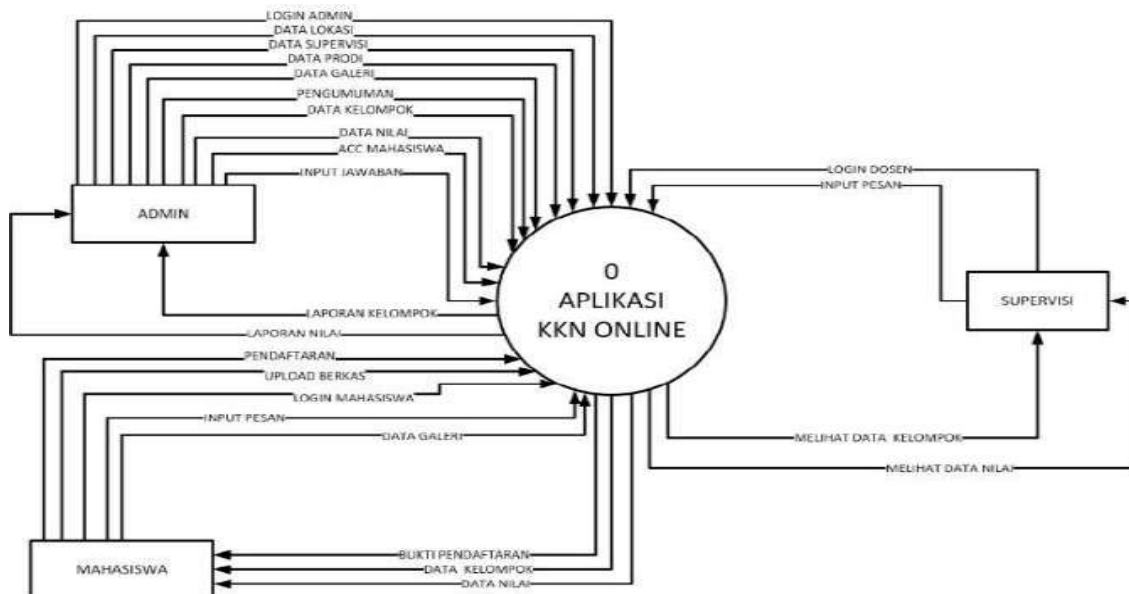 LOGIN ADMIN
DATA LOKASI
DATA SUPERVISI
DATA PRODI
DATA GALERI
PENGUMUMAN
DATA KELOMPOK
DATA NILAI
ACC MAHASISWA
INPUT JAWABAN
ADMIN
LAPORAN KELOMPOK
LAPORAN NILAI
0
APLIKASI
KKN ONLINE
LOGIN DOSEN
INPUT PESAN
SUPERVISI
PENDAFTARAN
UPLOAD BERKAS
LOGIN MAHASISWA
INPUT PESAN
DATA GALERI
MELIHAT DATA KELOMPOK
MELIHAT DATA NILAI
MAHASISWA
BUKTI PENDAFTARAN
DATA KELOMPOK
DATA NILAI